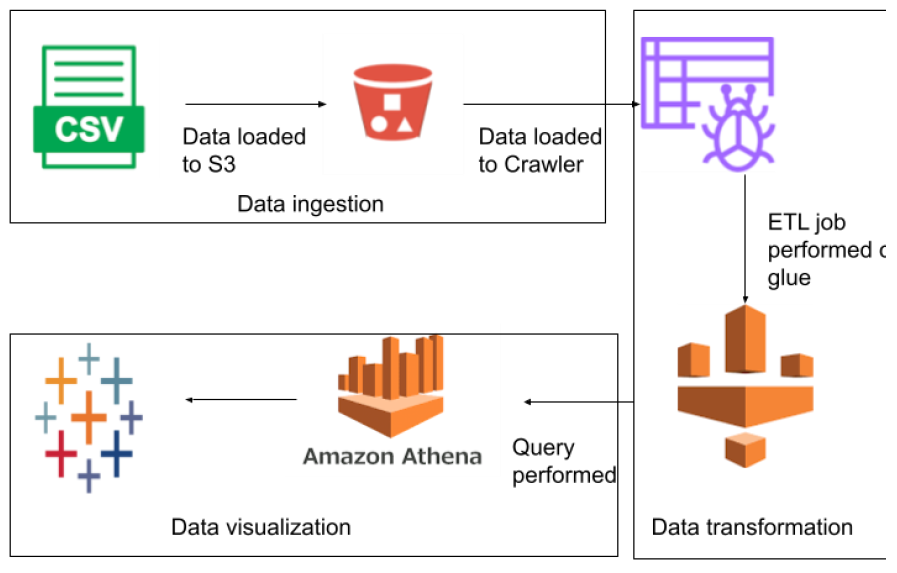 CSV
Data loaded
to S3
Data loaded
to Crawler
Data ingestion
ETL job
performed
glue
Amazon Athena
Query
performed
Data visualization
Data transformation